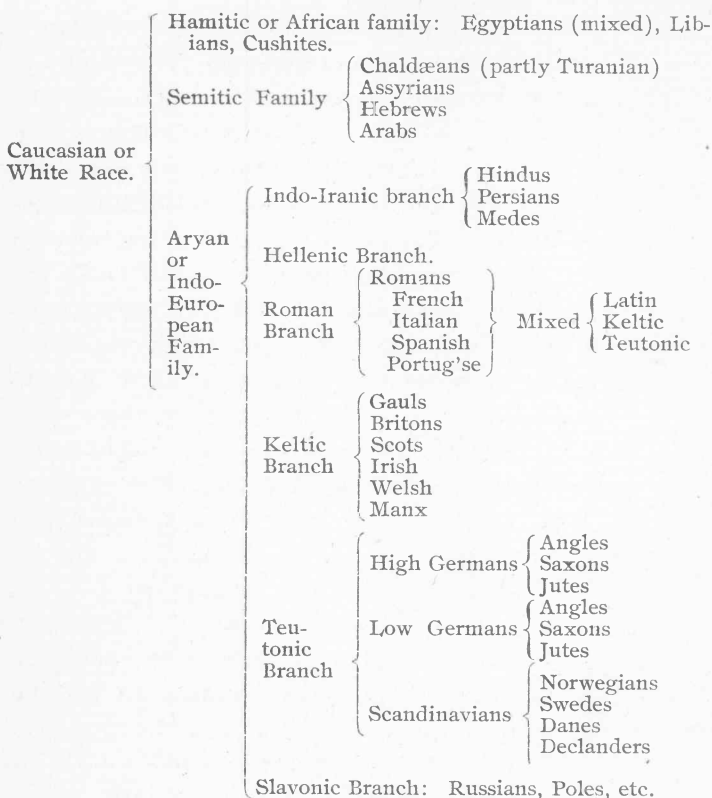 Hamitic or African family: Egyptians (mixed), Lib-
ians, Cushites.
Semitic Family
Chaldæans (partly Turanian)
Assyrians
Hebrews
Arabs
Caucasian or
White Race.
Aryan
or
Indo-
Euro-
pean
Fam-
ily.
Indo-Iranic branch
Hindus
Persians
Medes
Hellenic Branch.
Roman
Branch
Romans
French
Italian
Spanish
Portug'se
Mixed
Latin
Keltic
Teutonic
Keltic
Branch
Gauls
Britons
Scots
Irish
Welsh
Manx
Teu-
tonic
Branch
High Germans
Angles
Saxons
Jutes
Low Germans
Angles
Saxons
Jutes
Scandinavians
Norwegians
Swedes
Danes
Declanders
Slavonic Branch: Russians, Poles, etc.